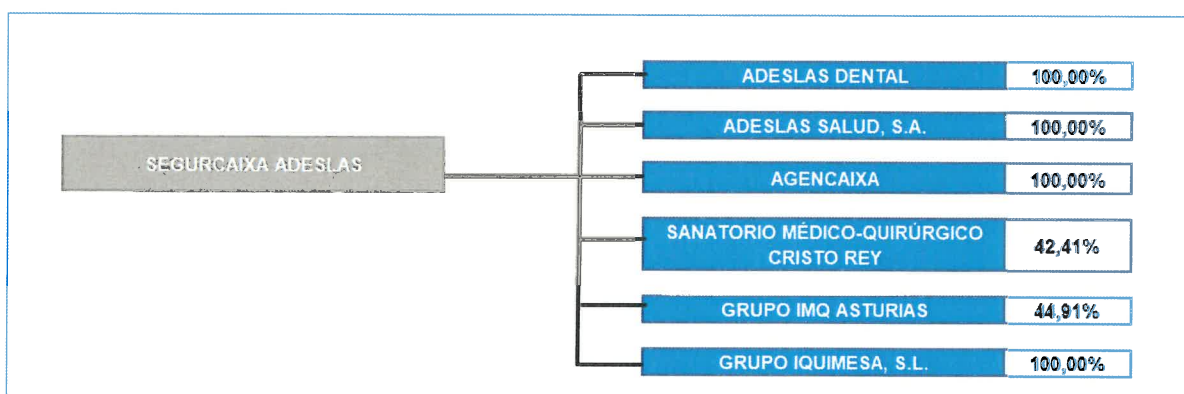 ADESLAS DENTAL 100,00%
ADESLAS SALUD, S.A. 100,00%
SEGURCAIXA ADESLAS
AGENCAIXA 100,00%
SANATORIO MÉDICO-QUIRÚRGICO
CRISTO REY 42,41%
GRUPO IMQ ASTURIAS 44,91%
GRUPO IQUIMESA, S.L. 100,00%